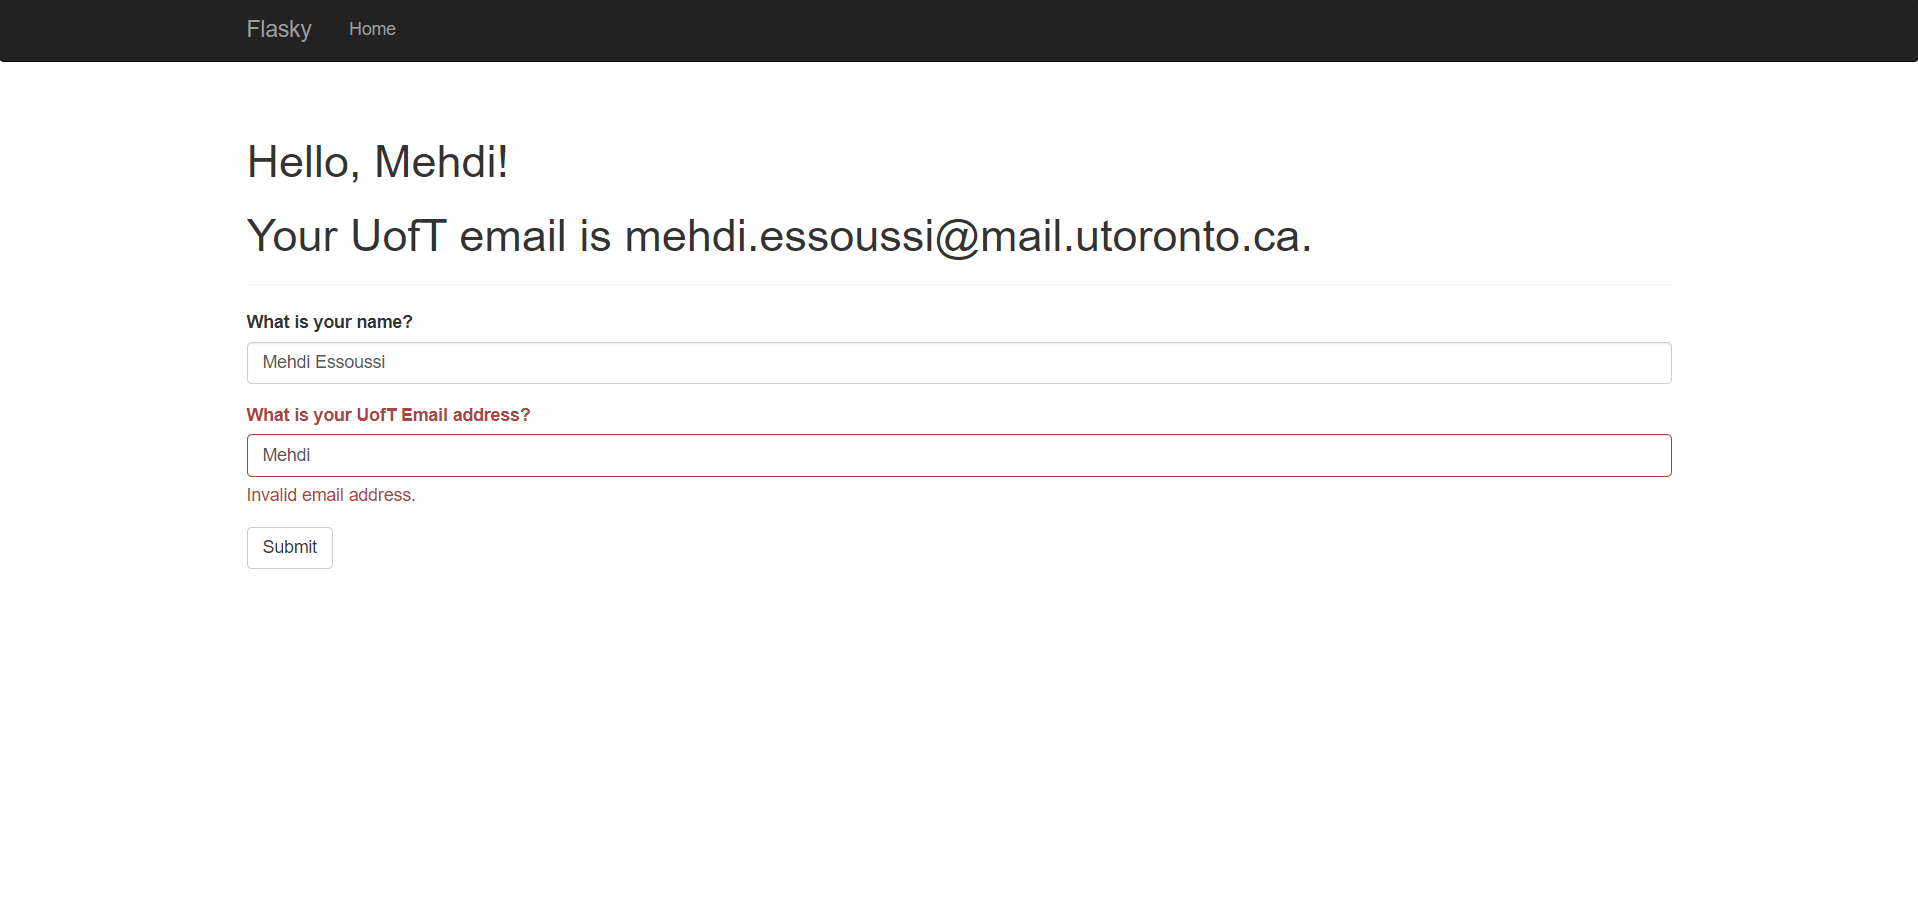 Flasky Home
Hello, Mehdi!
Your UofT email is mehdi.essoussi@mail.utoronto.ca.
What is your name?
Mehdi Essoussi
What is your UofT Email address?
Mehdi
Invalid email address.
Submit